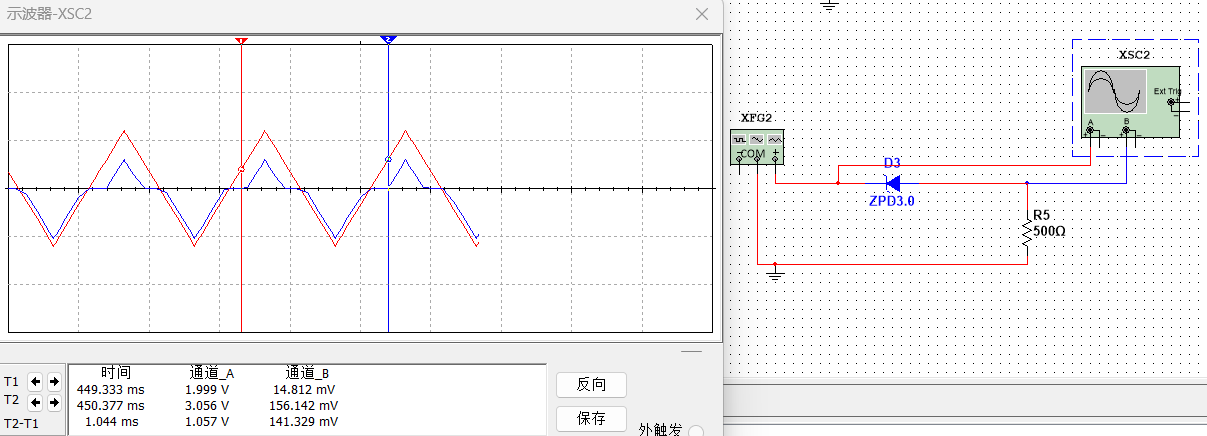 示波器-XSC2
1
2
时间 通道_A 通道_B
T1 449.333 ms 1.999 V 14.812 mV
T2 450.377 ms 3.056 V 156.142 mV
T2-T1 1.044 ms 1.057 V 141.329 mV
反向
保存
外触发
XSC2
Ext Trig
A B
XFG2
COM
D3
ZPD3.0
R5
500Ω